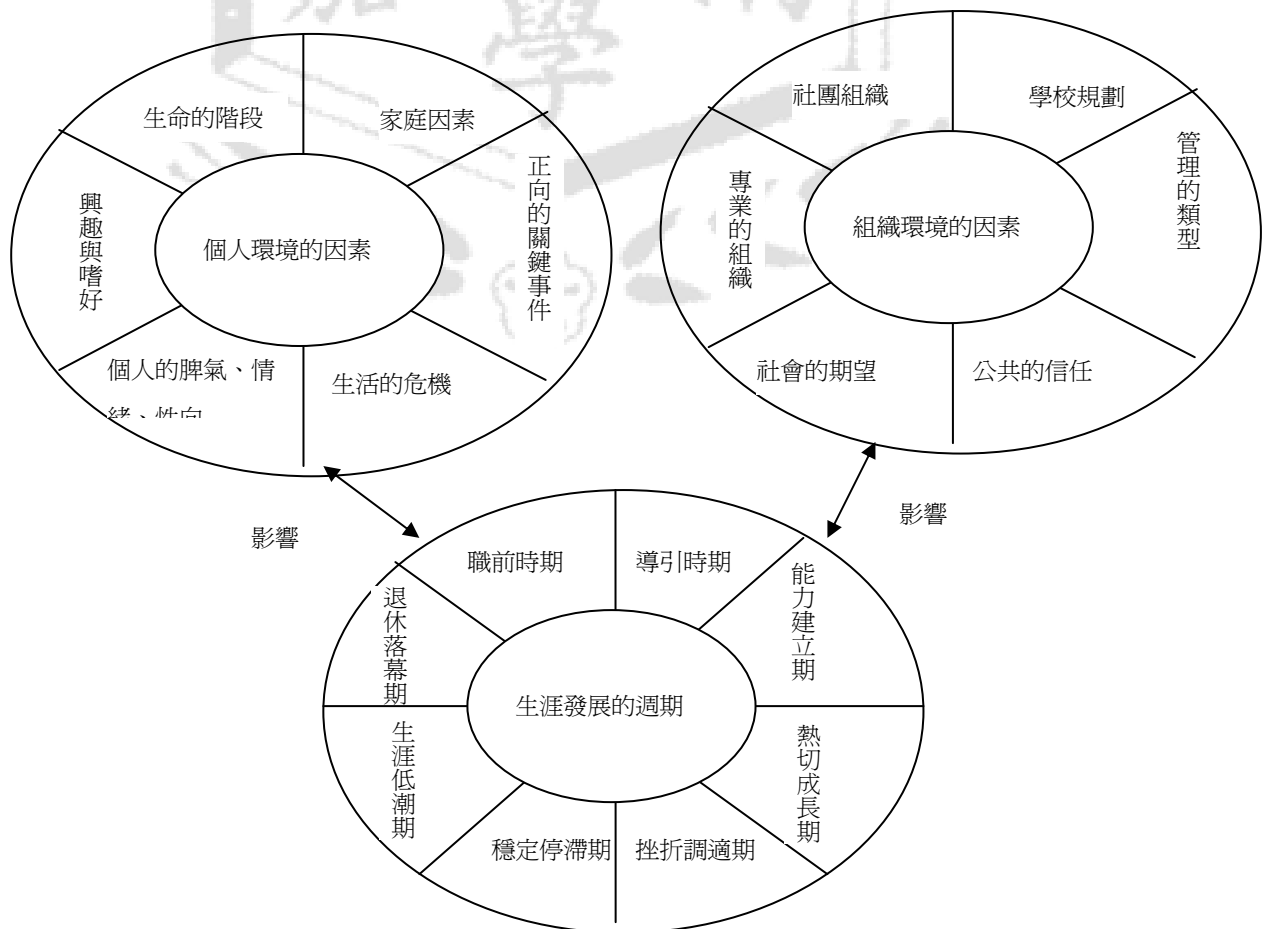 生命的階段
家庭因素
正向的關鍵事件
生活的危機
個人的脾氣、情
緒、性向
興趣與嗜好
個人環境的因素
社團組織
學校規劃
管理的類型
公共的信任
社會的期望
專業的組織
組織環境的因素
影響
影響
職前時期
導引時期
能力建立期
熱切成長期
挫折調適期
穩定停滯期
生涯低潮期
退休落幕期
生涯發展的週期
學